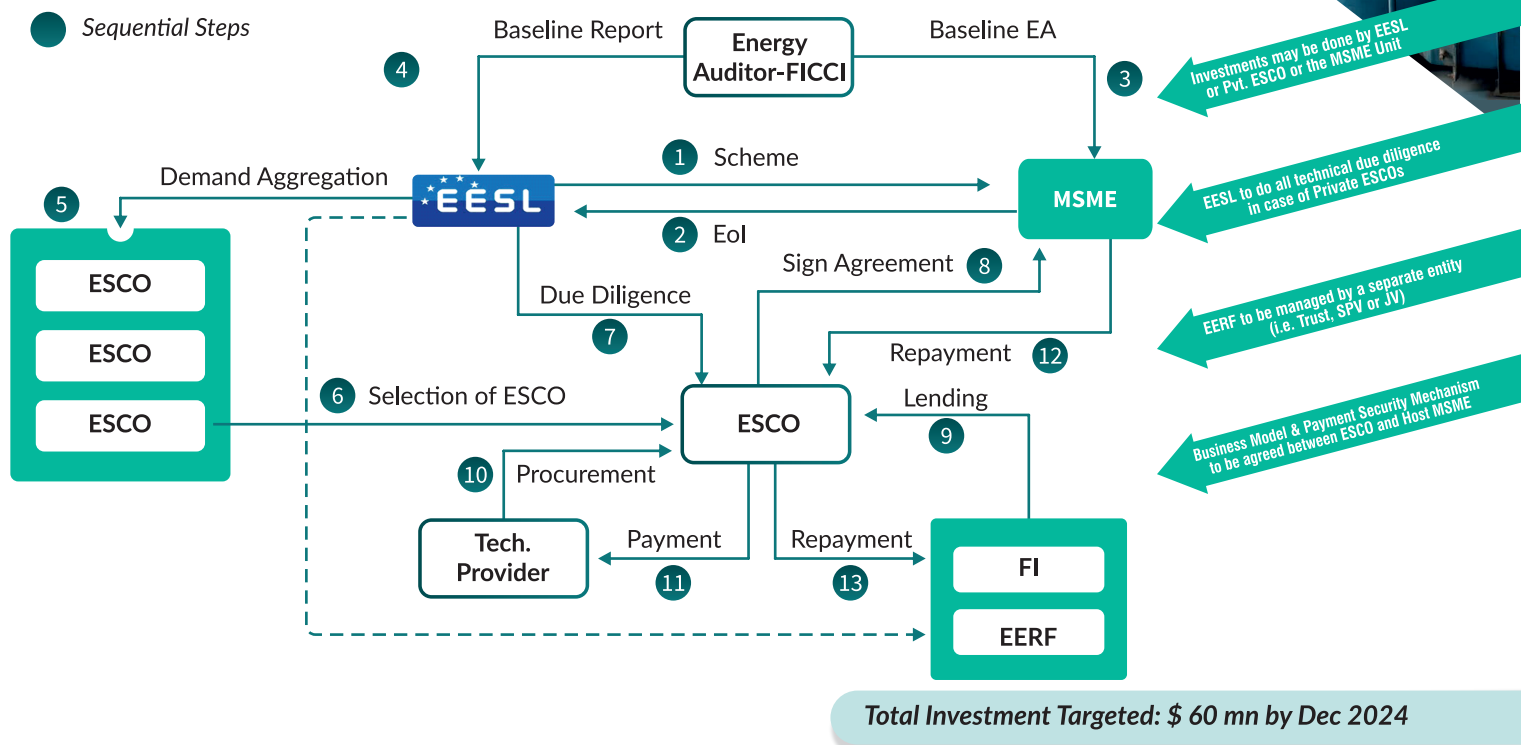 Sequential Steps
Baseline Report
Energy
Auditor-FICCI
Baseline EA
4
3
Investments may be done by EESL
or Pvt. ESCO or the MSME Unit
1 Scheme
Demand Aggregation
5
EESL
MSME
EESL to do all technical due diligence
in case of Private ESCOs
2 EoI
Sign Agreement 8
ESCO
Due Diligence
7
EERF to be managed by a separate entity
(i.e. Trust, SPV or JV)
ESCO
Repayment 12
6 Selection of ESCO
Lending
9
ESCO
ESCO
Business Model & Payment Security Mechanism
to be agreed between ESCO and Host MSME
10 Procurement
Tech.
Provider
Payment
11
Repayment
13
FI
EERF
Total Investment Targeted: $ 60 mn by Dec 2024